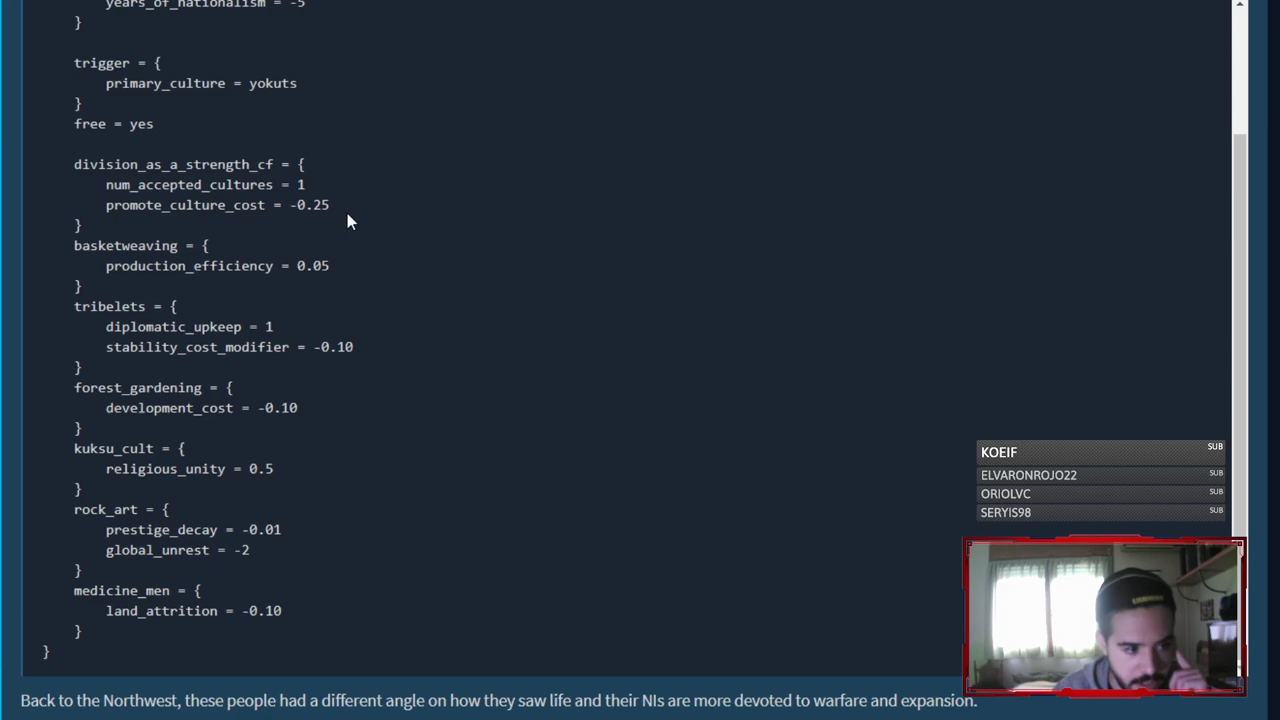 years_of_nationalism = -5
}
trigger = {
primary_culture = yokuts
}
free = yes
division_as_a_strength_cf = {
num_accepted_cultures = 1
promote_culture_cost = -0.25
}
basketweaving = {
production_efficiency = 0.05
}
tribelets = {
diplomatic_upkeep = 1
stability_cost_modifier = -0.10
}
forest_gardening = {
development_cost = -0.10
}
kuksu_cult = {
religious_unity = 0.5
}
rock_art = {
prestige_decay = -0.01
global_unrest = -2
}
medicine_men = {
land_attrition = -0.10
}
}
Back to the Northwest, these people had a different angle on how they saw life and their NIs are more devoted to warfare and expansion.
KOEIF SUB
ELVARONROJO22 SUB
ORIOLVC SUB
SERYIS98 SUB